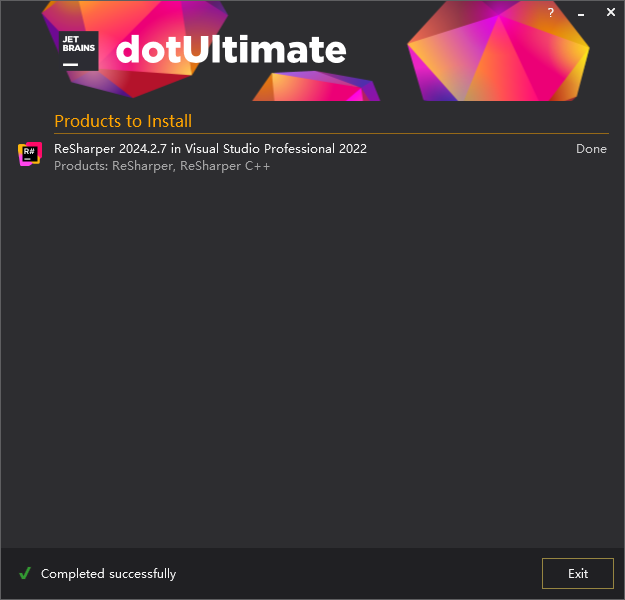 ?
JET
BRAINS
dotUltimate
Products to Install
R#
ReSharper 2024.2.7 in Visual Studio Professional 2022
Done
Products: ReSharper, ReSharper C++
Completed successfully
Exit